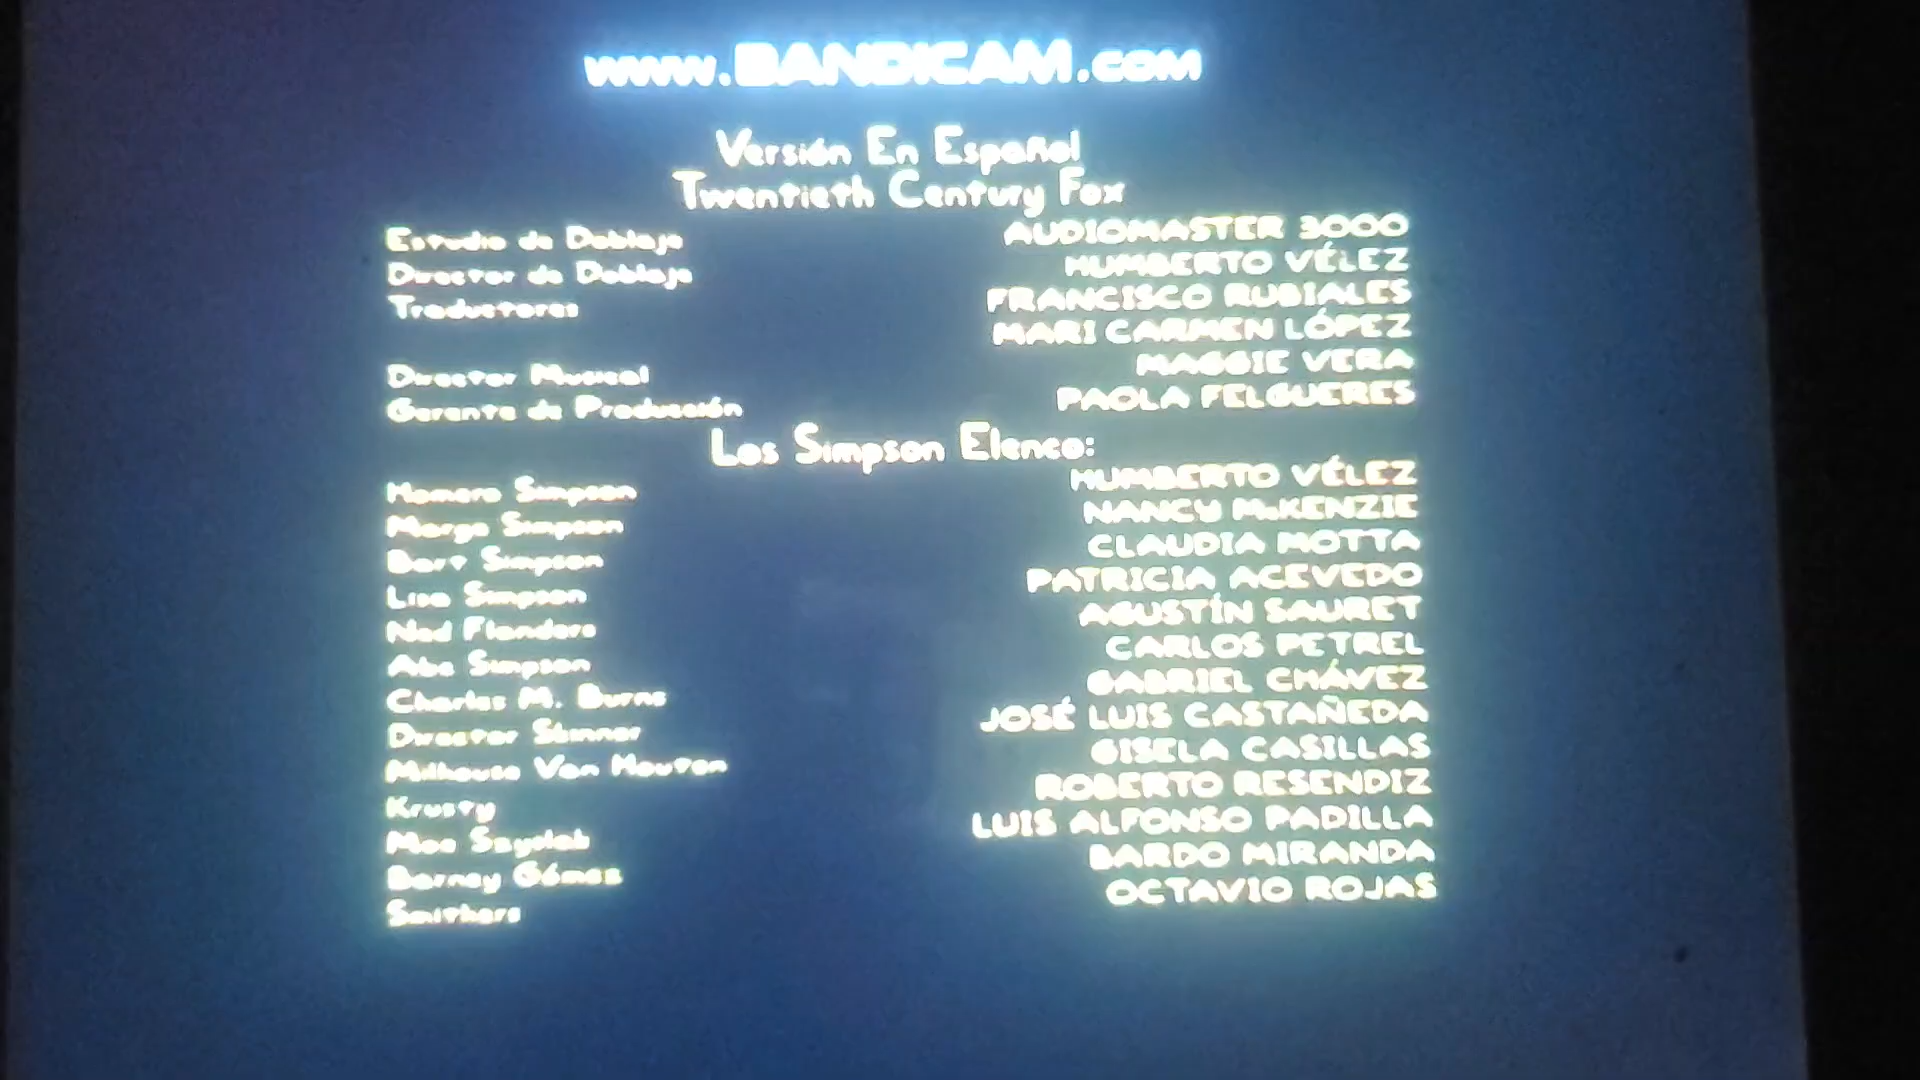 www.BANDICAM.com
Versión En Español
Twentieth Century Fox
Estudio de Doblaje AUDIOMASTER 3000
Director de Doblaje HUMBERTO VÉLEZ
Traductores FRANCISCO RUBIALES
MARI CARMEN LÓPEZ
Director Musical MAGGIE VERA
Gerente de Producción PAOLA FELGUERES
Los Simpson Elenco:
Homero Simpson HUMBERTO VÉLEZ
Marge Simpson NANCY McKENZIE
Bart Simpson CLAUDIA MOTTA
Lisa Simpson PATRICIA ACEVEDO
Ned Flanders AGUSTÍN SAURET
Abe Simpson CARLOS PETREL
Charles M. Burns GABRIEL CHÁVEZ
Director Skinner JOSÉ LUIS CASTAÑEDA
Milhouse Van Houten GISELA CASILLAS
Krusty ROBERTO RESENDIZ
Moe Szyslak LUIS ALFONSO PADILLA
Barney Gómez BARDO MIRANDA
Smithers OCTAVIO ROJAS